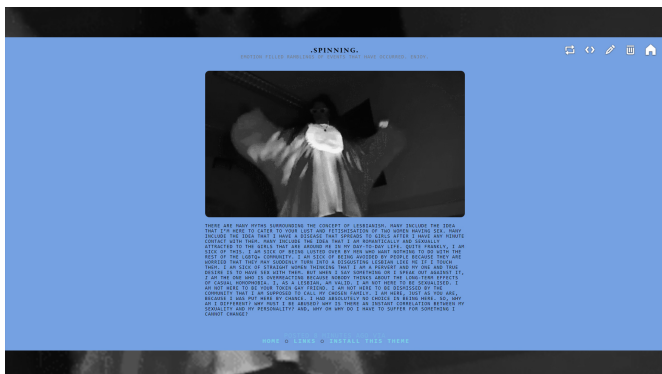 .SPINNING.
EMOTION FILLED RAMBLINGS OF EVENTS THAT HAVE OCCURRED. ENJOY.
THERE ARE MANY MYTHS SURROUNDING THE CONCEPT OF LESBIANISM. MANY INCLUDE THE IDEA
THAT I'M HERE TO CATER TO YOUR LUST AND FETISHISATION OF TWO WOMEN HAVING SEX. MANY
INCLUDE THE IDEA THAT I HAVE A DISEASE THAT SPREADS TO GIRLS AFTER I HAVE ANY MINUTE
CONTACT WITH THEM. MANY INCLUDE THE IDEA THAT I AM ROMANTICALLY AND SEXUALLY
ATTRACTED TO THE GIRLS THAT ARE AROUND ME IN MY DAY-TO-DAY LIFE. QUITE FRANKLY, I AM
SICK OF THIS. I AM SICK OF BEING LUSTED OVER BY MEN WHO WANT NOTHING TO DO WITH THE
REST OF THE LGBTQ+ COMMUNITY. I AM SICK OF BEING AVOIDED BY PEOPLE BECAUSE THEY ARE
WORRIED THAT THEY MAY SUDDENLY TURN INTO A DISGUSTING LESBIAN LIKE ME IF I TOUCH
THEM. I AM SICK OF STRAIGHT WOMEN THINKING THAT I AM A PERVERT AND MY ONE AND TRUE
DESIRE IS TO HAVE SEX WITH THEM. BUT WHEN I SAY SOMETHING OR I SPEAK OUT AGAINST IT,
I AM THE ONE WHO IS OVERREACTING BECAUSE NOBODY THINKS ABOUT THE LONG-TERM EFFECTS
OF CASUAL HOMOPHOBIA. I, AS A LESBIAN, AM VALID. I AM NOT HERE TO BE SEXUALISED. I
AM NOT HERE TO BE YOUR TOKEN GAY FRIEND. I AM NOT HERE TO BE DISMISSED BY THE
COMMUNITY THAT I AM SUPPOSED TO CALL MY CHOSEN FAMILY. I AM HERE, JUST AS YOU ARE,
BECAUSE I WAS PUT HERE BY CHANCE. I HAD ABSOLUTELY NO CHOICE IN BEING HERE. SO, WHY
AM I DIFFERENT? WHY MUST I BE ABUSED? WHY IS THERE AN INSTANT CORRELATION BETWEEN MY
SEXUALITY AND MY PERSONALITY? AND, WHY OH WHY DO I HAVE TO SUFFER FOR SOMETHING I
CANNOT CHANGE?
HOME & LINKS & INSTALL THIS THEME